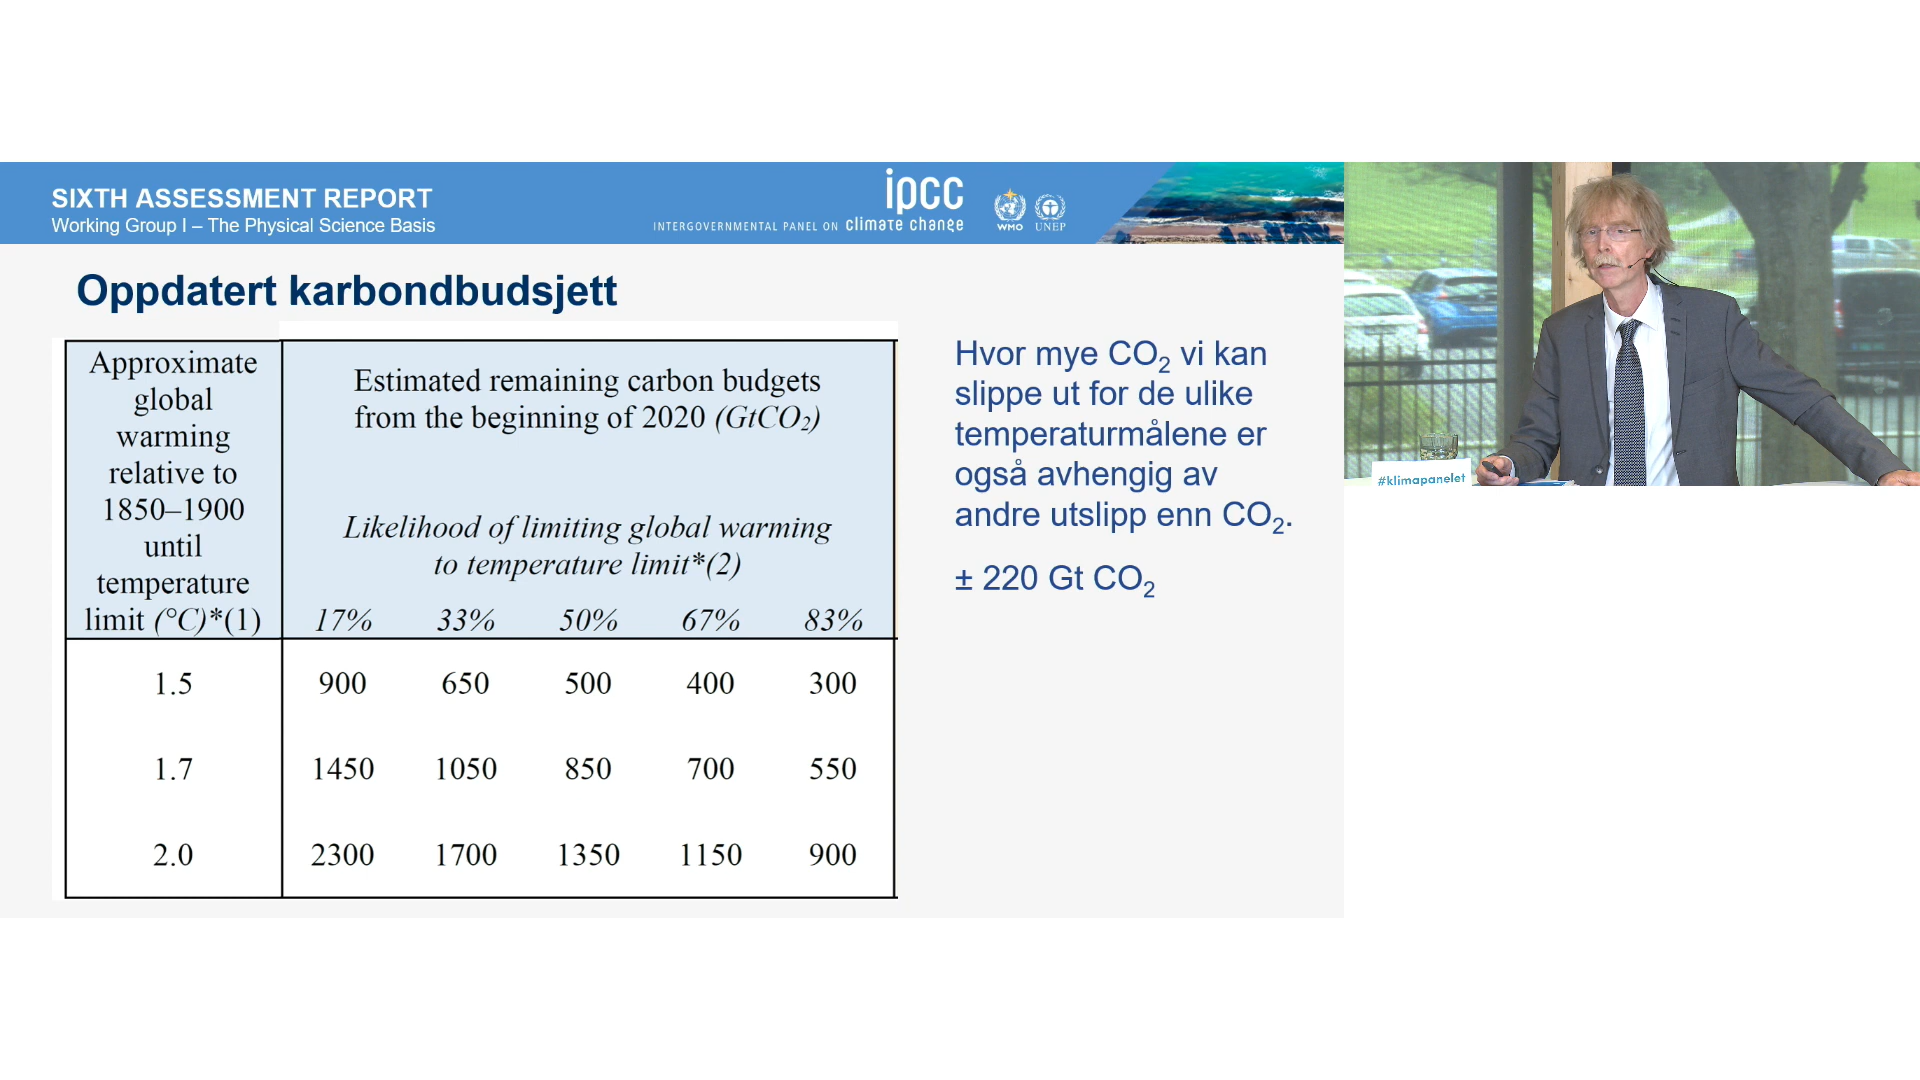 SIXTH ASSESSMENT REPORT
Working Group I – The Physical Science Basis
ipcc
INTERGOVERNMENTAL PANEL ON climate change
WMO UNEP
Oppdatert karbondbudsjett
Approximate
global
warming
relative to
1850–1900
until
temperature
limit (°C)*(1)
Estimated remaining carbon budgets
from the beginning of 2020 (GtCO₂)
Likelihood of limiting global warming
to temperature limit*(2)
17% 33% 50% 67% 83%
1.5 900 650 500 400 300
1.7 1450 1050 850 700 550
2.0 2300 1700 1350 1150 900
Hvor mye CO₂ vi kan
slippe ut for de ulike
temperaturmålene er
også avhengig av
andre utslipp enn CO₂.
± 220 Gt CO₂
#klimapanelet